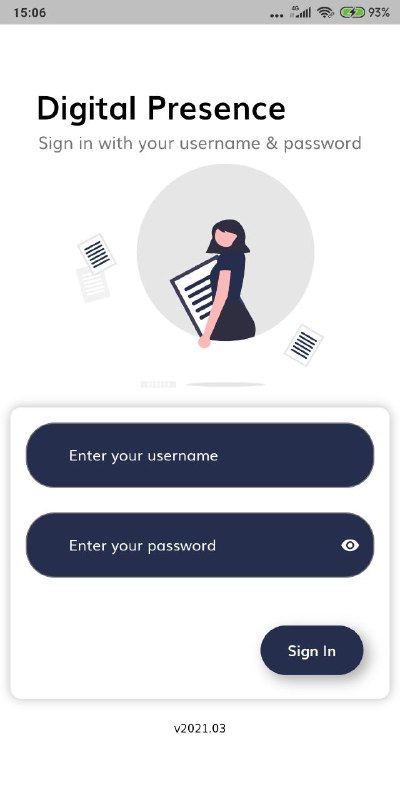 15:06
4G
93%
Digital Presence
Sign in with your username & password
Enter your username
Enter your password
Sign In
v2021.03